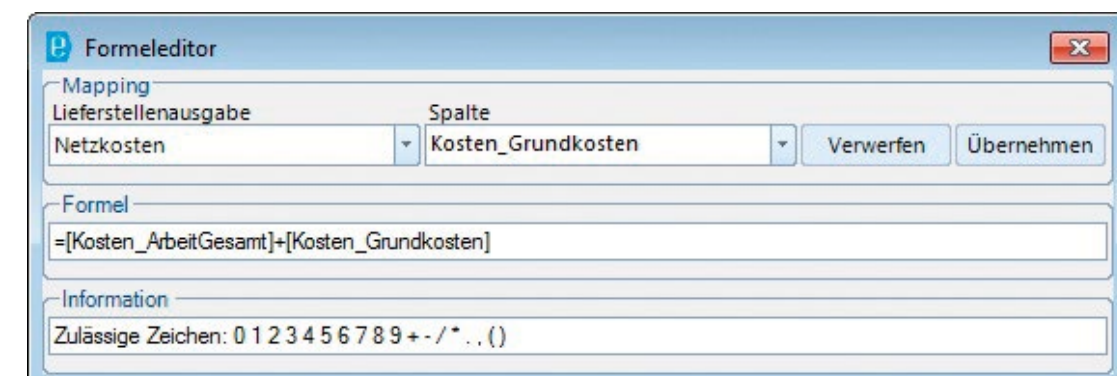 Formeleditor
Mapping
Lieferstellenausgabe Spalte
Netzkosten Kosten_Grundkosten Verwerfen Übernehmen
Formel
=[Kosten_ArbeitGesamt]+[Kosten_Grundkosten]
Information
Zulässige Zeichen: 0 1 2 3 4 5 6 7 8 9 + - / * . , ( )